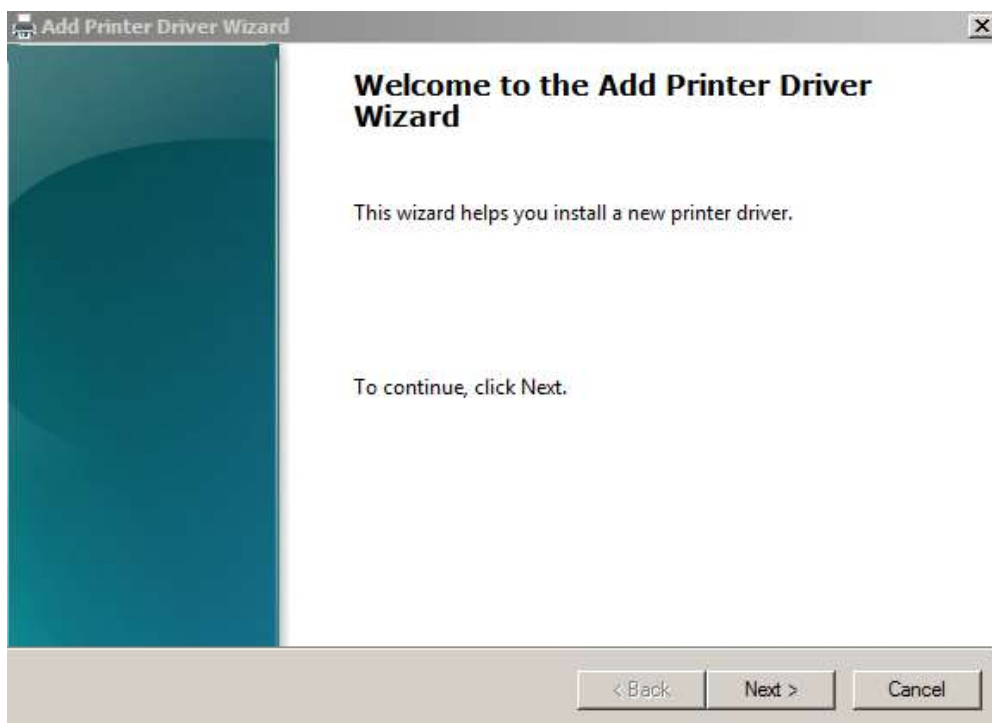 Add Printer Driver Wizard
Welcome to the Add Printer Driver
Wizard
This wizard helps you install a new printer driver.
To continue, click Next.
< Back
Next >
Cancel